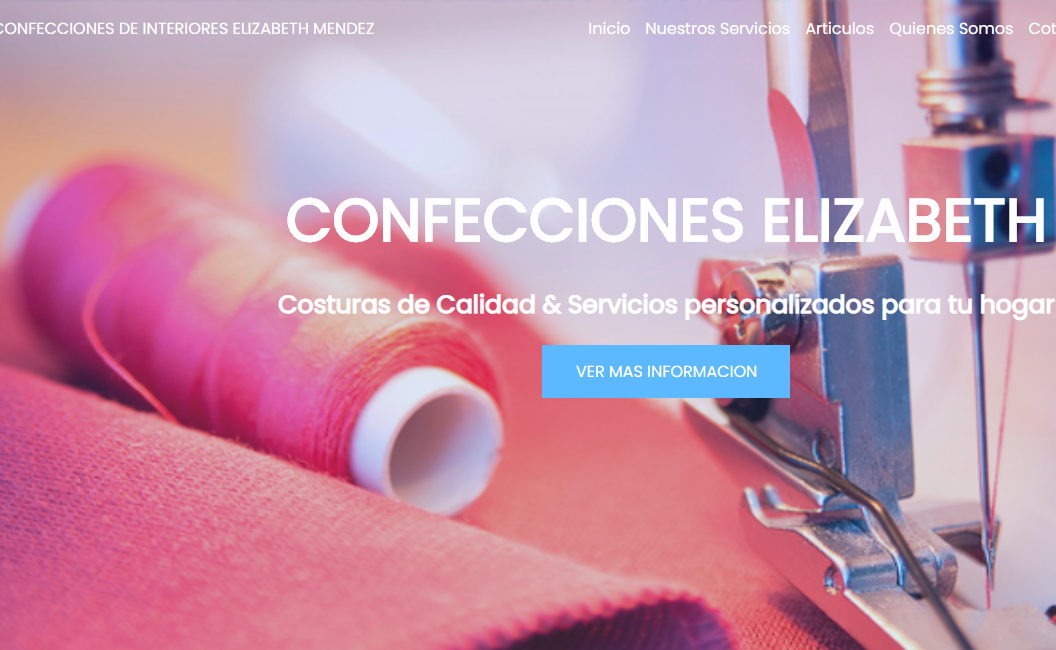 CONFECCIONES DE INTERIORES ELIZABETH MENDEZ
Inicio Nuestros Servicios Articulos Quienes Somos Cot
CONFECCIONES ELIZABETH
Costuras de Calidad & Servicios personalizados para tu hogar
VER MAS INFORMACION